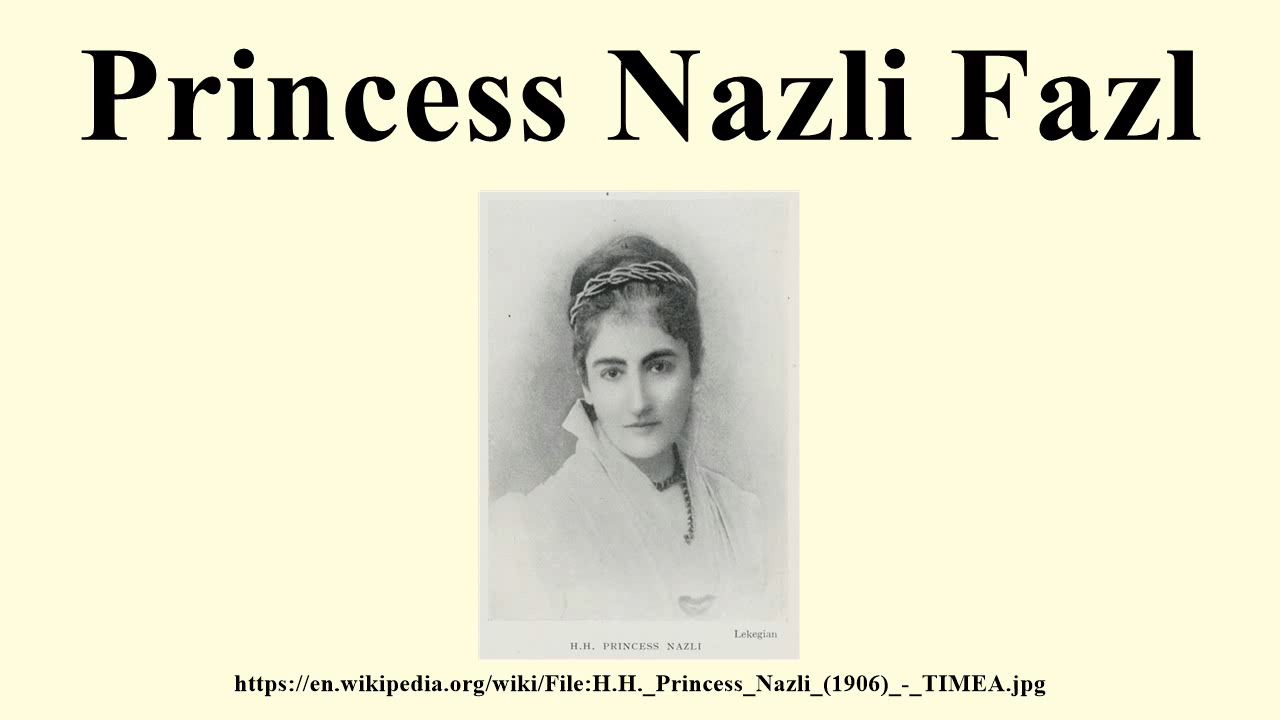 Princess Nazli Fazl
Lekegian
H.H. PRINCESS NAZLI
https://en.wikipedia.org/wiki/File:H.H._Princess_Nazli_(1906)_-_TIMEA.jpg